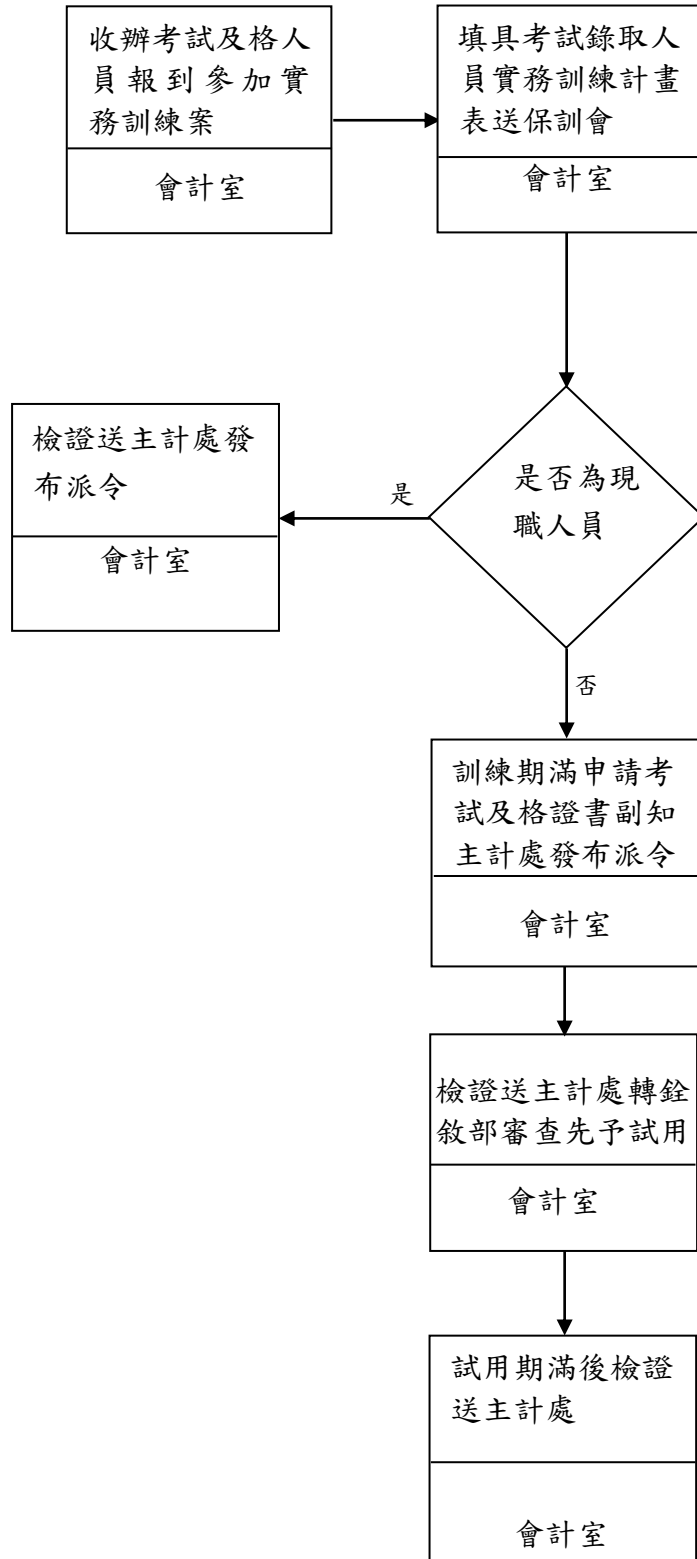 收辦考試及格人
員報到參加實
務訓練案
會計室
填具考試錄取人
員實務訓練計畫
表送保訓會
會計室
是否為現
職人員
是
檢證送主計處發
布派令
會計室
否
訓練期滿申請考
試及格證書副知
主計處發布派令
會計室
檢證送主計處轉銓
敘部審查先予試用
會計室
試用期滿後檢證
送主計處
會計室